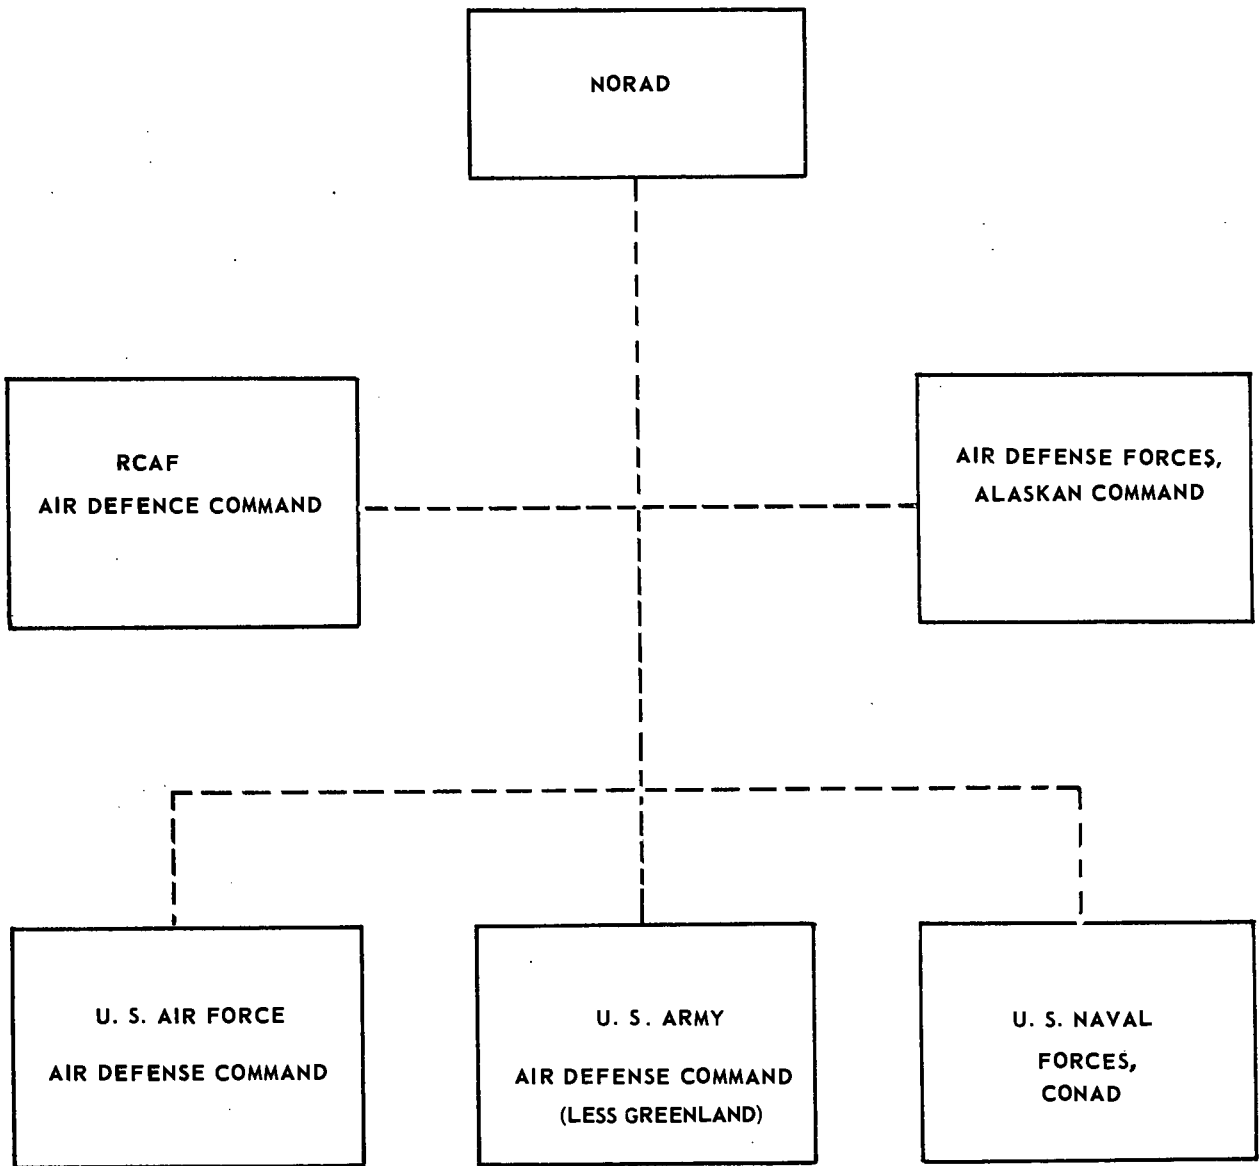 NORAD
RCAF
AIR DEFENCE COMMAND
AIR DEFENSE FORCES,
ALASKAN COMMAND
U. S. AIR FORCE
AIR DEFENSE COMMAND
U. S. ARMY
AIR DEFENSE COMMAND
(LESS GREENLAND)
U. S. NAVAL
FORCES,
CONAD